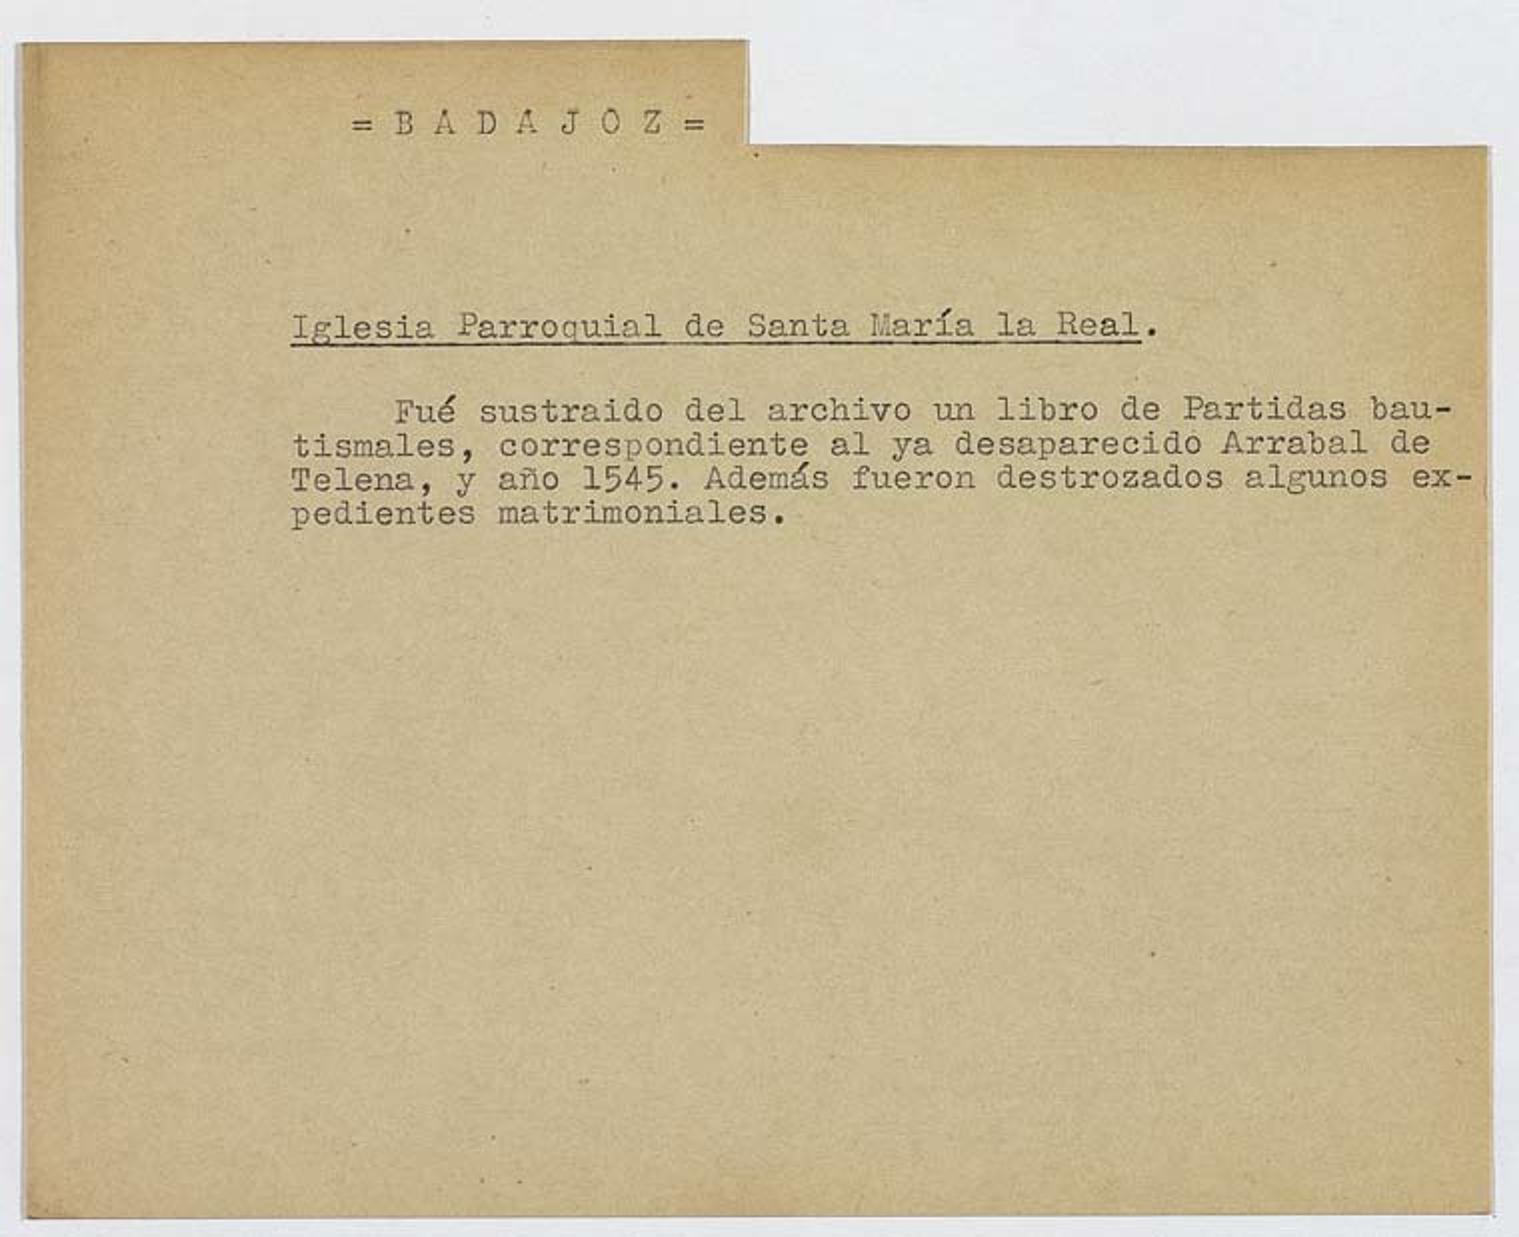 = B A D A J O Z =
Iglesia Parroquial de Santa María la Real.
Fué sustraido del archivo un libro de Partidas bau-
tismales, correspondiente al ya desaparecido Arrabal de
Telena, y año 1545. Además fueron destrozados algunos ex-
pedientes matrimoniales.